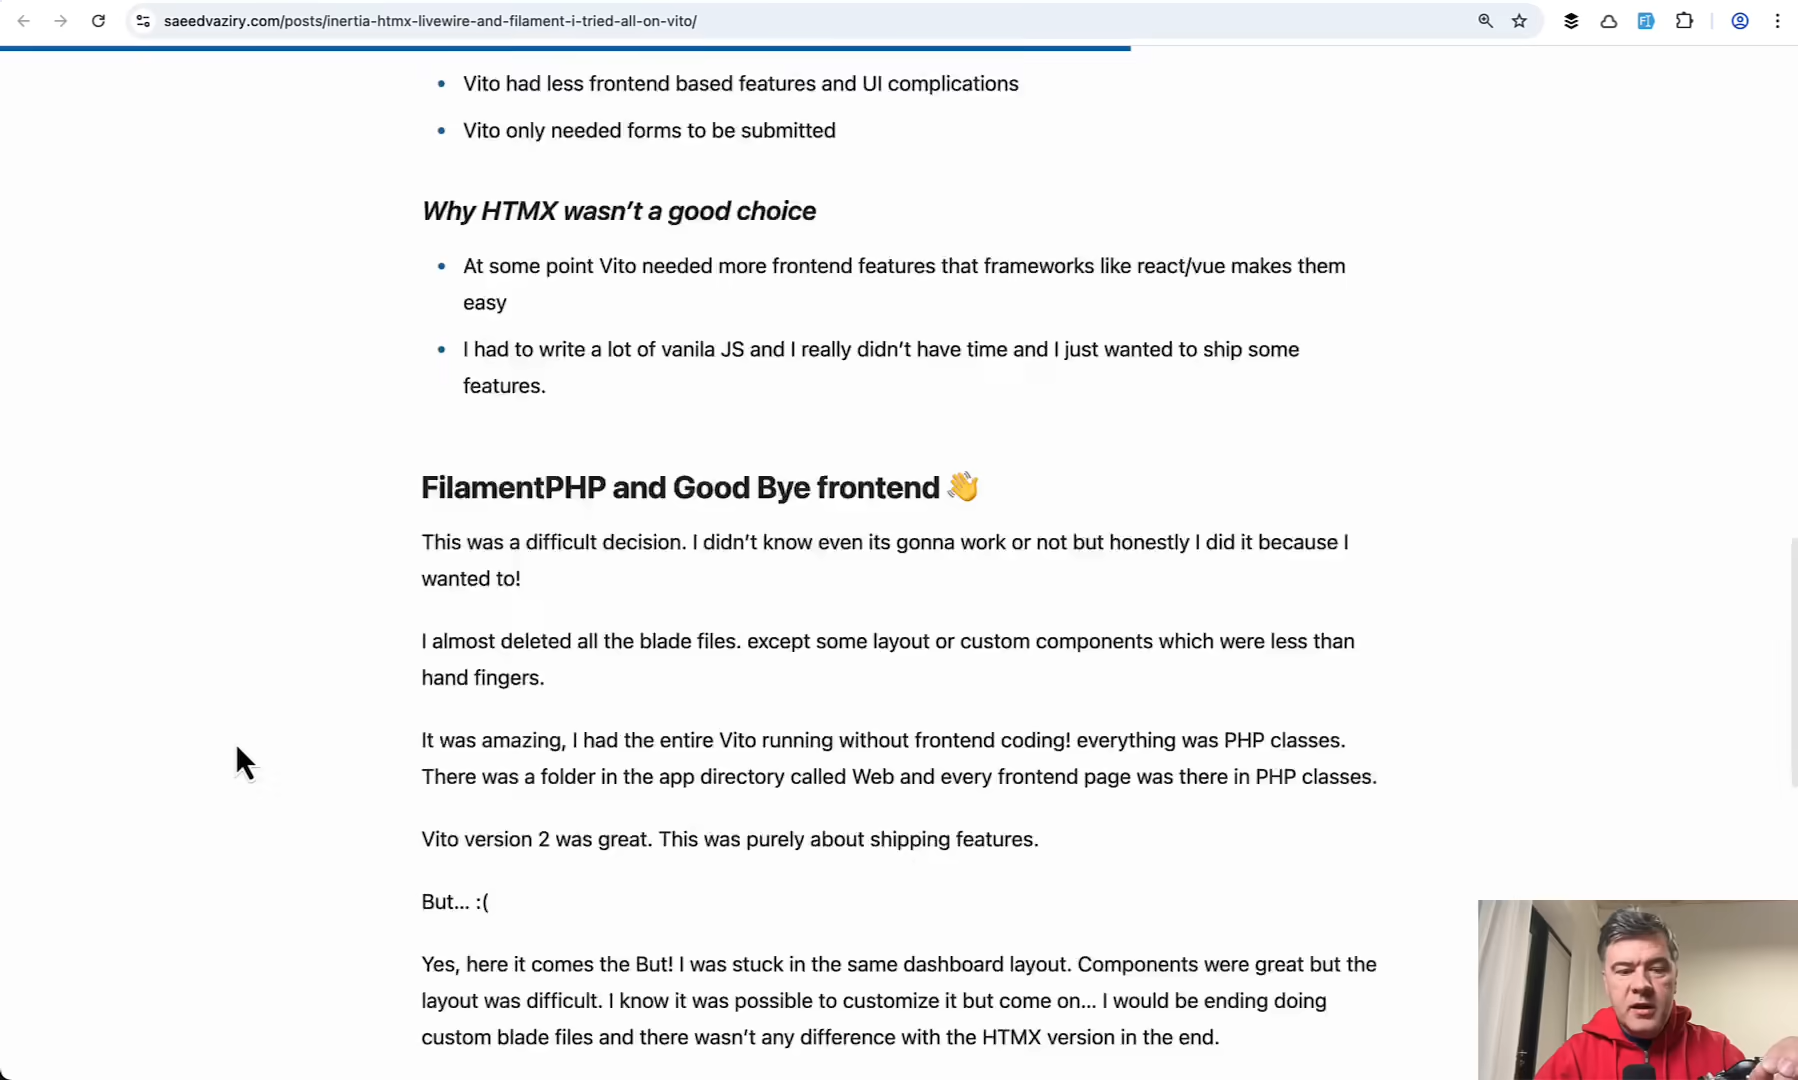 saeedvaziry.com/posts/inertia-htmx-livewire-and-filament-i-tried-all-on-vito/
Vito had less frontend based features and UI complications
Vito only needed forms to be submitted
Why HTMX wasn’t a good choice
At some point Vito needed more frontend features that frameworks like react/vue makes them
easy
I had to write a lot of vanila JS and I really didn’t have time and I just wanted to ship some
features.
FilamentPHP and Good Bye frontend 👋
This was a difficult decision. I didn’t know even its gonna work or not but honestly I did it because I
wanted to!
I almost deleted all the blade files. except some layout or custom components which were less than
hand fingers.
It was amazing, I had the entire Vito running without frontend coding! everything was PHP classes.
There was a folder in the app directory called Web and every frontend page was there in PHP classes.
Vito version 2 was great. This was purely about shipping features.
But... :(
Yes, here it comes the But! I was stuck in the same dashboard layout. Components were great but the
layout was difficult. I know it was possible to customize it but come on... I would be ending doing
custom blade files and there wasn’t any difference with the HTMX version in the end.